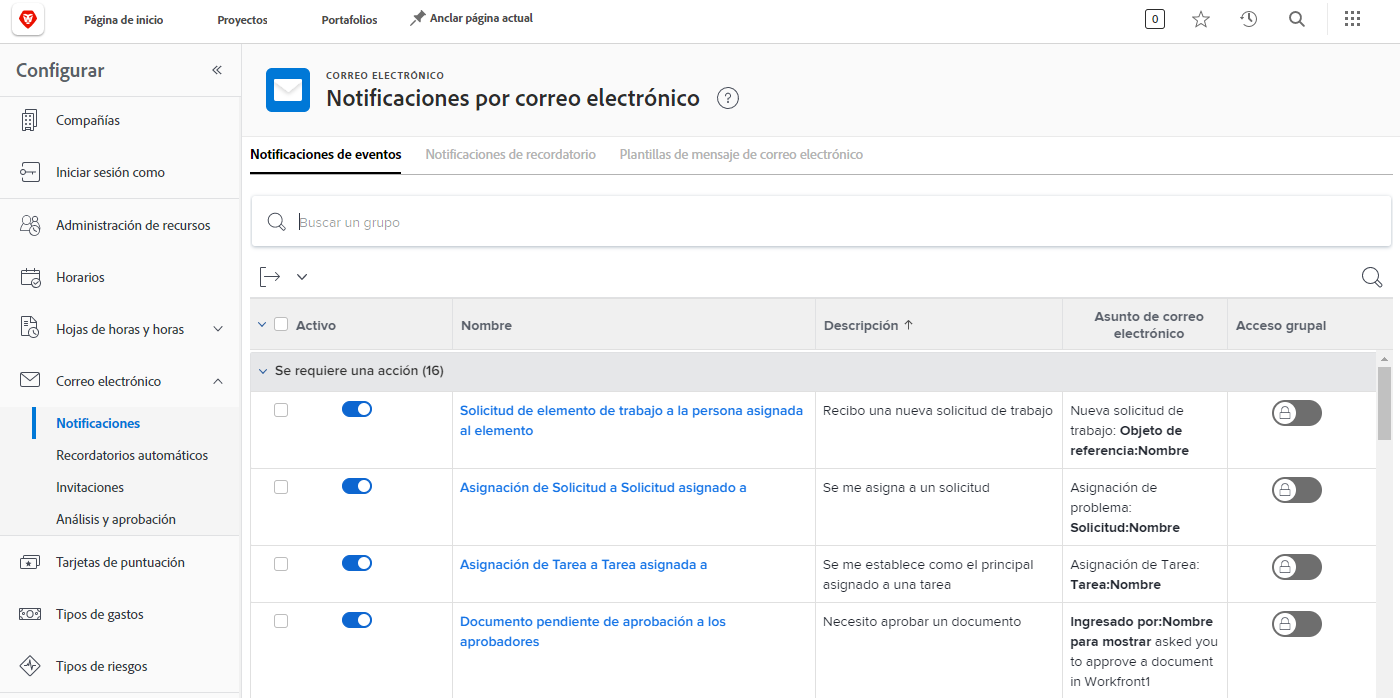 Página de inicio
Proyectos
Portafolios
Anclar página actual
0
Configurar
Compañías
Iniciar sesión como
Administración de recursos
Horarios
Hojas de horas y horas
Correo electrónico
Notificaciones
Recordatorios automáticos
Invitaciones
Análisis y aprobación
Tarjetas de puntuación
Tipos de gastos
Tipos de riesgos
CORREO ELECTRÓNICO
Notificaciones por correo electrónico
?
Notificaciones de eventos
Notificaciones de recordatorio
Plantillas de mensaje de correo electrónico
Buscar un grupo
Activo
Nombre
Descripción
Asunto de correo
electrónico
Acceso grupal
Se requiere una acción (16)
Solicitud de elemento de trabajo a la persona asignada
al elemento
Recibo una nueva solicitud de trabajo
Nueva solicitud de
trabajo: Objeto de
referencia:Nombre
Asignación de Solicitud a Solicitud asignado a
Se me asigna a un solicitud
Asignación de
problema:
Solicitud:Nombre
Asignación de Tarea a Tarea asignada a
Se me establece como el principal
asignado a una tarea
Asignación de Tarea:
Tarea:Nombre
Documento pendiente de aprobación a los
aprobadores
Necesito aprobar un documento
Ingresado por:Nombre
para mostrar asked you
to approve a document
in Workfront1